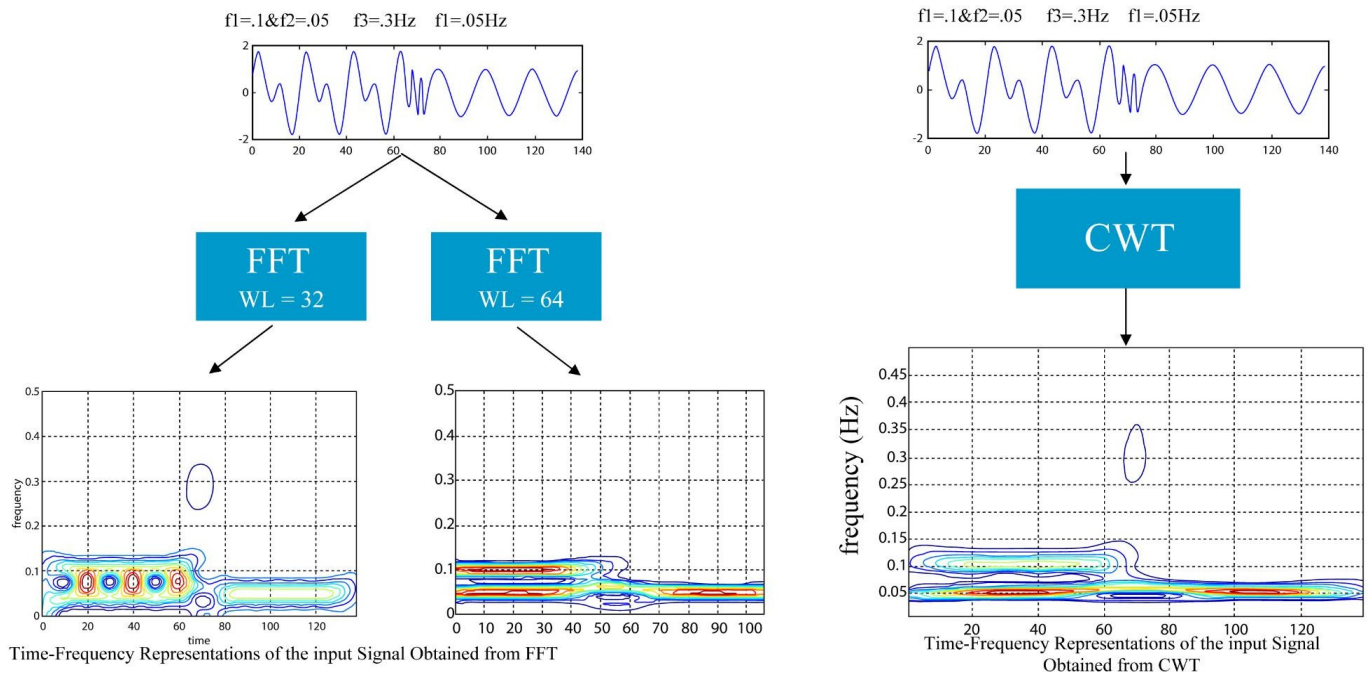 f1=.1&f2=.05 f3=.3Hz f1=.05Hz
2
0
-2
0 20 40 60 80 100 120 140
FFT
WL = 32
FFT
WL = 64
0.5
0.4
0.3
0.2
0.1
0
frequency
20 40 60 80 100 120
time
0.5
0.4
0.3
0.2
0.1
0
0 10 20 30 40 50 60 70 80 90 100
Time-Frequency Representations of the input Signal Obtained from FFT
f1=.1&f2=.05 f3=.3Hz f1=.05Hz
2
0
-2
0 20 40 60 80 100 120 140
CWT
frequency (Hz)
0.45
0.4
0.35
0.3
0.25
0.2
0.15
0.1
0.05
20 40 60 80 100 120
Time-Frequency Representations of the input Signal
Obtained from CWT